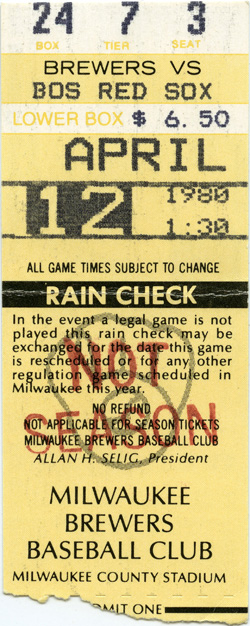 24 7 3
BOX TIER SEAT
BREWERS VS
BOS RED SOX
LOWER BOX $ 6.50
APRIL
12 1980
1:30
ALL GAME TIMES SUBJECT TO CHANGE
RAIN CHECK
In the event a legal game is not
played this rain check may be
exchanged for the date this game
is rescheduled or for any other
regulation game scheduled in
Milwaukee this year.
NOT
SEASON
NO REFUND
NOT APPLICABLE FOR SEASON TICKETS
MILWAUKEE BREWERS BASEBALL CLUB
ALLAN H. SELIG, President
MILWAUKEE
BREWERS
BASEBALL CLUB
MILWAUKEE COUNTY STADIUM
ONE